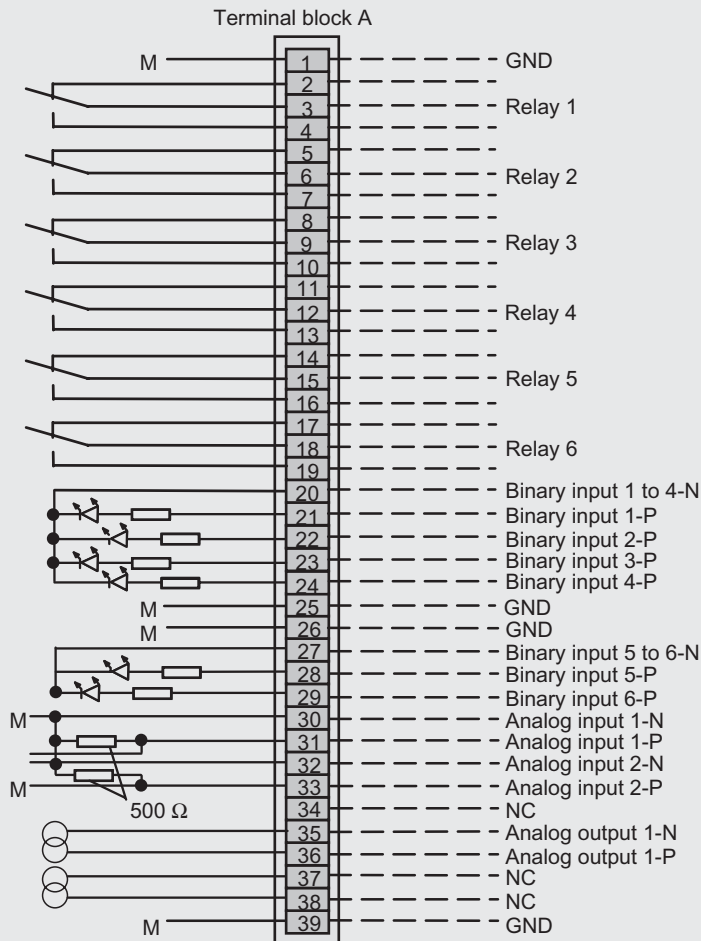 Terminal block A
M 1 GND
2
3 Relay 1
4
5
6 Relay 2
7
8
9 Relay 3
10
11
12 Relay 4
13
14
15 Relay 5
16
17
18 Relay 6
19
20 Binary input 1 to 4-N
21 Binary input 1-P
22 Binary input 2-P
23 Binary input 3-P
24 Binary input 4-P
M 25 GND
M 26 GND
27 Binary input 5 to 6-N
28 Binary input 5-P
29 Binary input 6-P
M 30 Analog input 1-N
31 Analog input 1-P
32 Analog input 2-N
M 33 Analog input 2-P
500 Ω 34 NC
35 Analog output 1-N
36 Analog output 1-P
37 NC
38 NC
M 39 GND